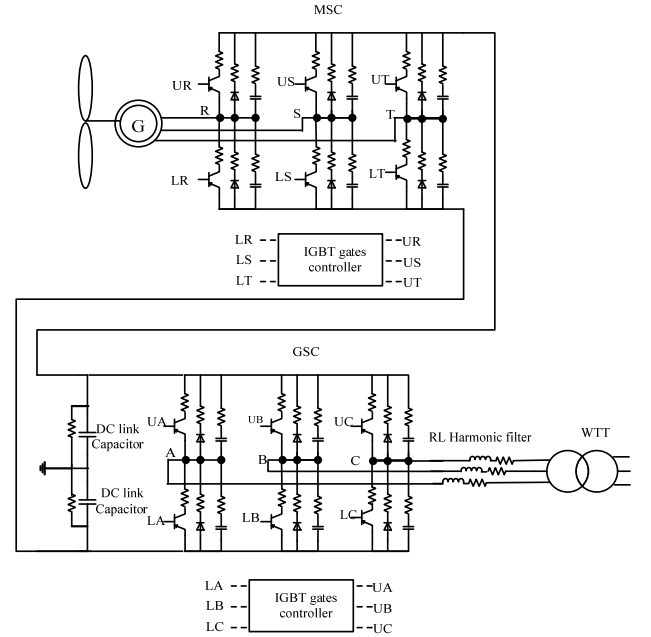 MSC
UR
US
UT
R
S
T
G
LR
LS
LT
LR
LS
LT
IGBT gates
controller
UR
US
UT
GSC
DC link
Capacitor
DC link
Capacitor
UA
UB
UC
A
B
C
RL Harmonic filter
WTT
LA
LB
LC
LA
LB
LC
IGBT gates
controller
UA
UB
UC